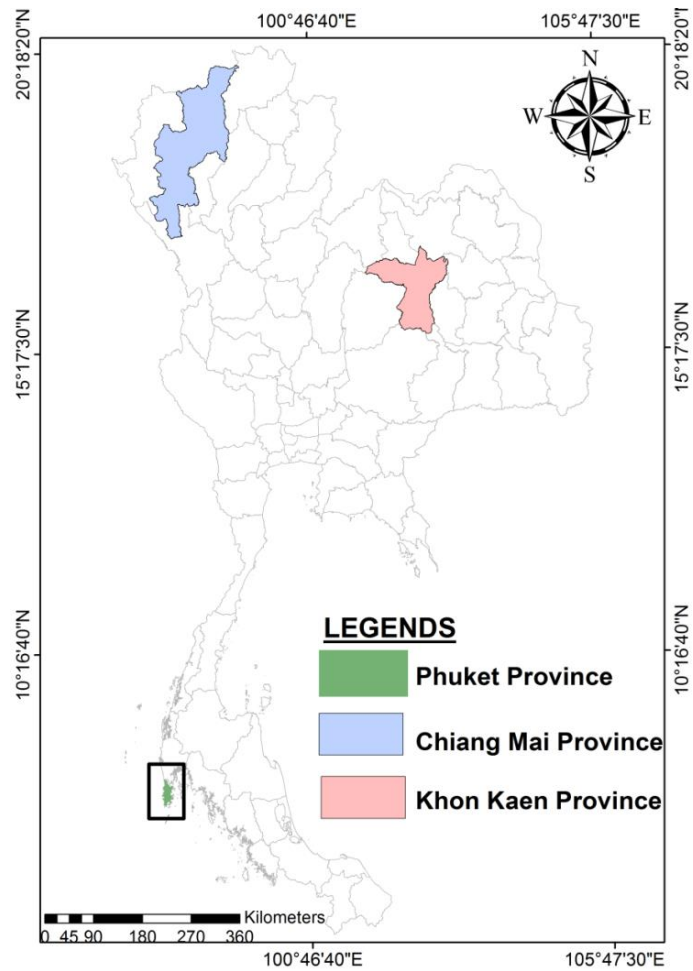 100°46'40"E 105°47'30"E
20°18'20"N
20°18'20"
N
W E
S
15°17'30"N
15°17'30"N
10°16'40"N
10°16'40"N
LEGENDS
Phuket Province
Chiang Mai Province
Khon Kaen Province
Kilometers
0 45 90 180 270 360
100°46'40"E 105°47'30"E